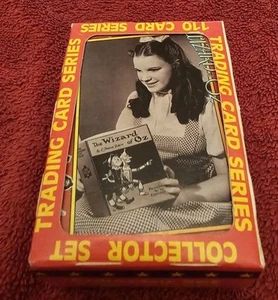 110 CARD SERIES
TRADING CARD SERIES
TRADING CARD SERIES
The Wizard
of Oz
COLLECTOR SET